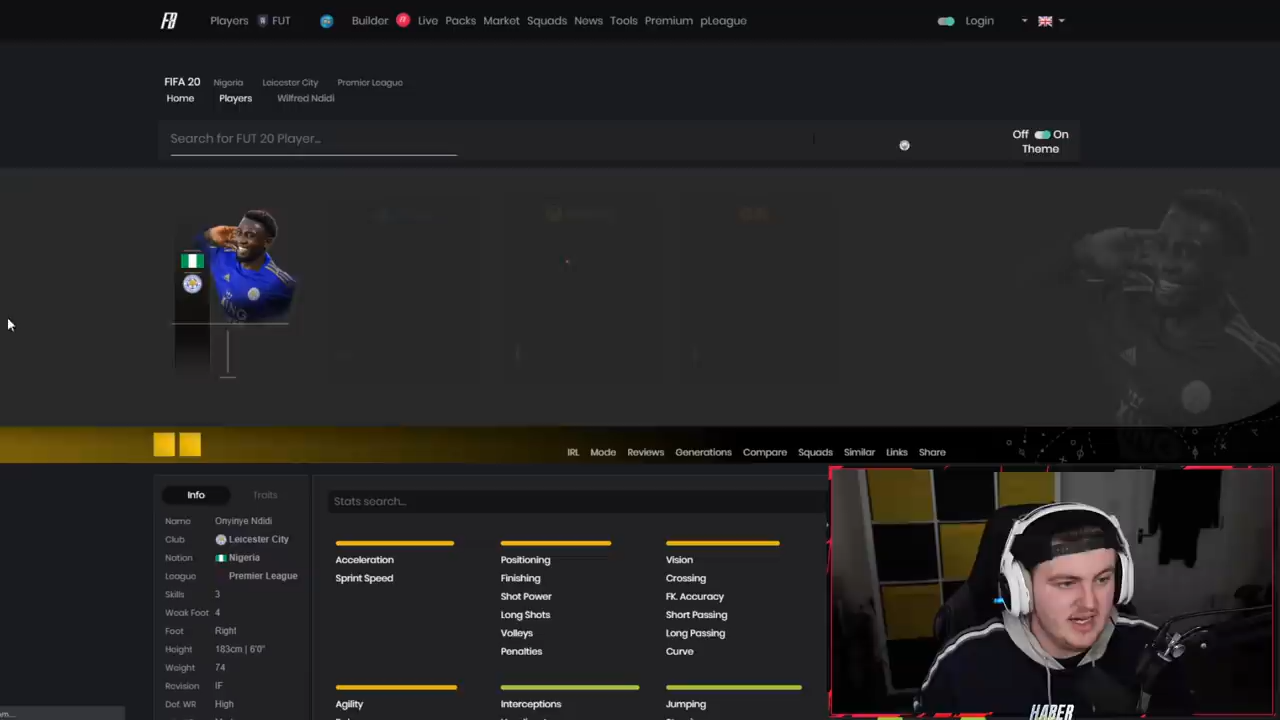 FB Players FUT Builder Live Packs Market Squads News Tools Premium pLeague Login
FIFA 20 Nigeria Leicester City Premier League
Home Players Wilfred Ndidi
Search for FUT 20 Player...
Off On
Theme
KING
IRL Mode Reviews Generations Compare Squads Similar Links Share
Info Traits
Stats search...
Name Onyinye Ndidi
Club Leicester City
Nation Nigeria
League Premier League
Skills 3
Weak Foot 4
Foot Right
Height 183cm | 6'0"
Weight 74
Revision IF
Def. WR High
Acceleration
Sprint Speed
Positioning
Finishing
Shot Power
Long Shots
Volleys
Penalties
Vision
Crossing
FK. Accuracy
Short Passing
Long Passing
Curve
Agility
Interceptions
Jumping
HABER